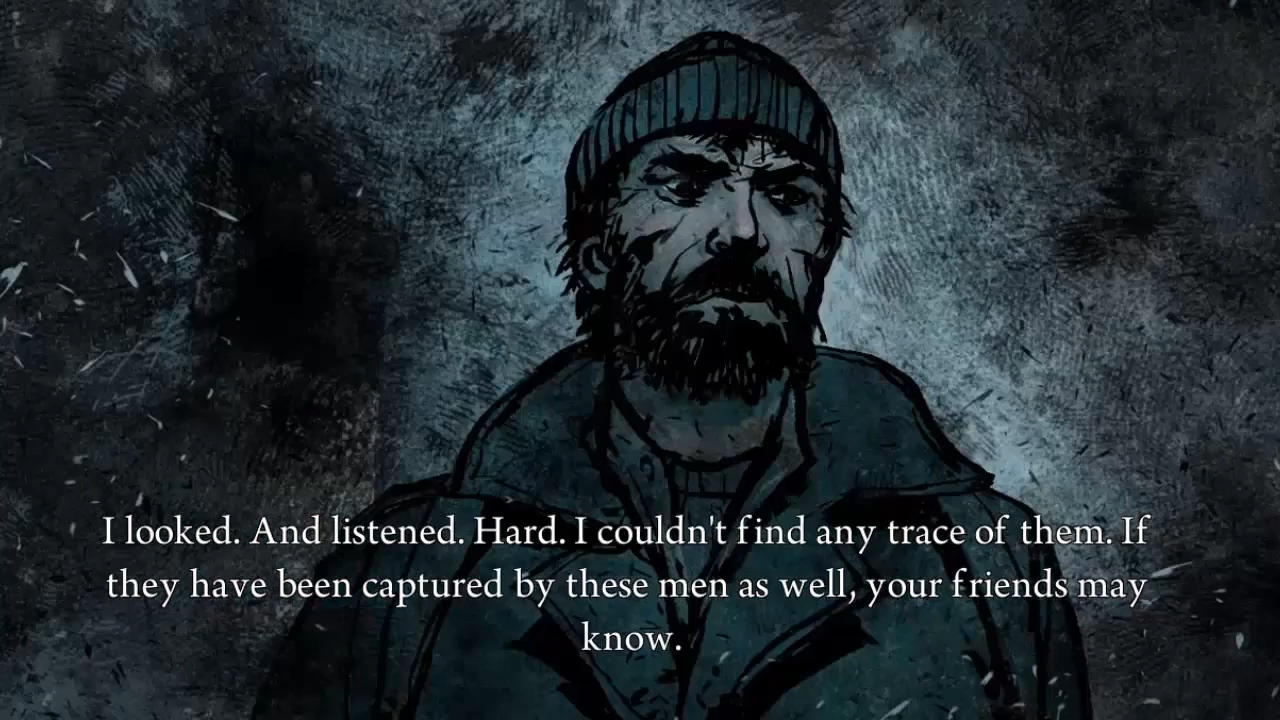 I looked. And listened. Hard. I couldn't find any trace of them. If
they have been captured by these men as well, your friends may
know.